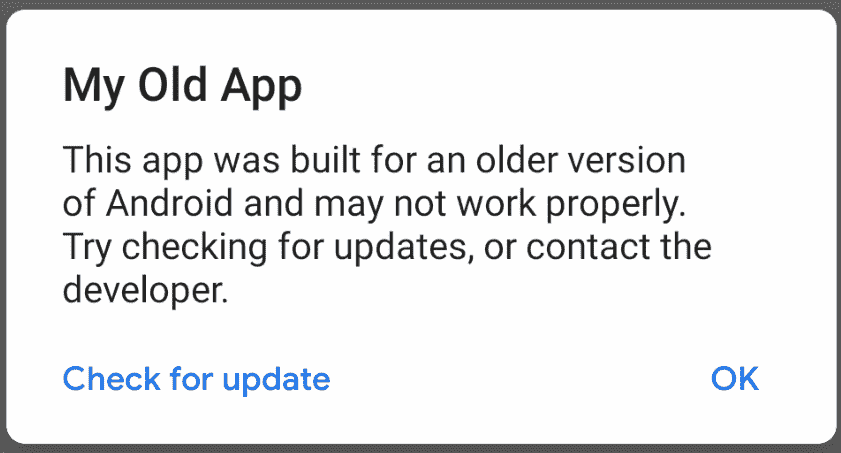 My Old App
This app was built for an older version
of Android and may not work properly.
Try checking for updates, or contact the
developer.
Check for update OK